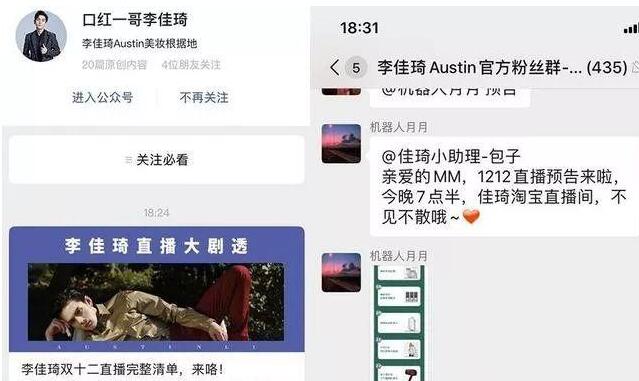 口红一哥李佳琦
李佳琦Austin美妆根据地
20篇原创内容 4位朋友关注
进入公众号 不再关注
关注必看
18:24
李佳琦直播大剧透
AUSTINLI
李佳琦双十二直播完整清单，来咯！
18:31
5 李佳琦Austin官方粉丝群-... (435)
@机器人月月 预告
机器人月月
@佳琦小助理-包子
亲爱的MM，1212直播预告来啦，
今晚7点半，佳琦淘宝直播间，不
见不散哦~
机器人月月